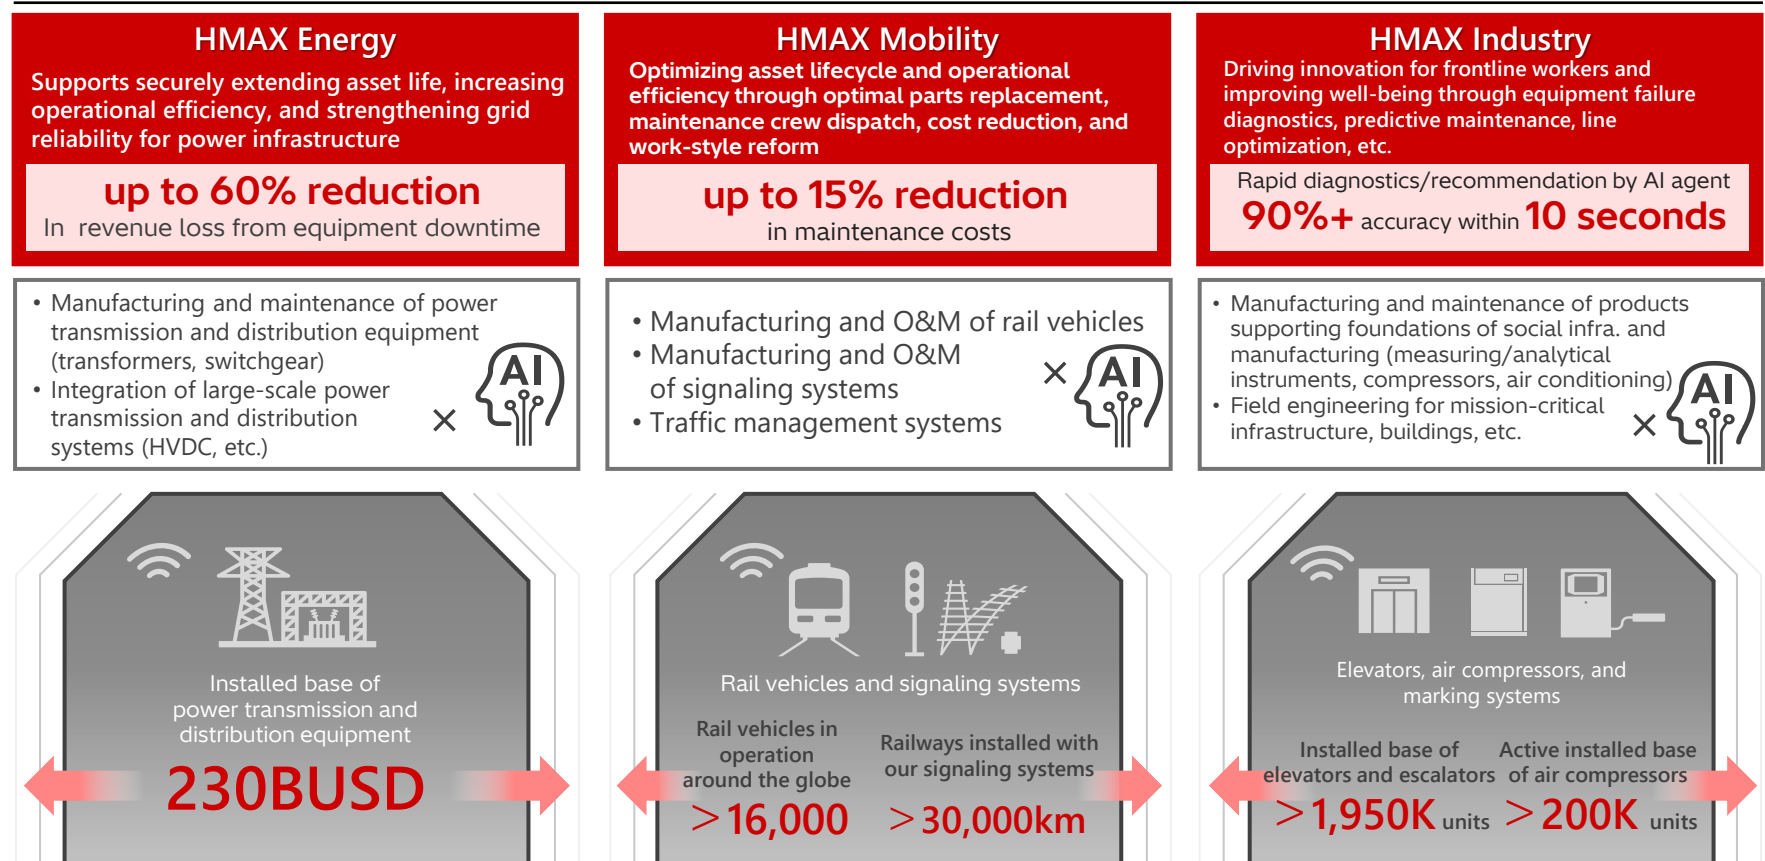 HMAX Energy
Supports securely extending asset life, increasing
operational efficiency, and strengthening grid
reliability for power infrastructure
up to 60% reduction
In revenue loss from equipment downtime
• Manufacturing and maintenance of power
transmission and distribution equipment
(transformers, switchgear)
• Integration of large-scale power
transmission and distribution
systems (HVDC, etc.)
×
AI
Installed base of
power transmission and
distribution equipment
230BUSD
HMAX Mobility
Optimizing asset lifecycle and operational
efficiency through optimal parts replacement,
maintenance crew dispatch, cost reduction, and
work-style reform
up to 15% reduction
in maintenance costs
• Manufacturing and O&M of rail vehicles
• Manufacturing and O&M
of signaling systems
• Traffic management systems
×
AI
Rail vehicles and signaling systems
Rail vehicles in
operation
around the globe
＞16,000
Railways installed with
our signaling systems
＞30,000km
HMAX Industry
Driving innovation for frontline workers and
improving well-being through equipment failure
diagnostics, predictive maintenance, line
optimization, etc.
Rapid diagnostics/recommendation by AI agent
90%+ accuracy within 10 seconds
• Manufacturing and maintenance of products
supporting foundations of social infra. and
manufacturing (measuring/analytical
instruments, compressors, air conditioning)
• Field engineering for mission-critical
infrastructure, buildings, etc.
×
AI
Elevators, air compressors, and
marking systems
Installed base of
elevators and escalators
＞1,950K units
Active installed base
of air compressors
＞200K units